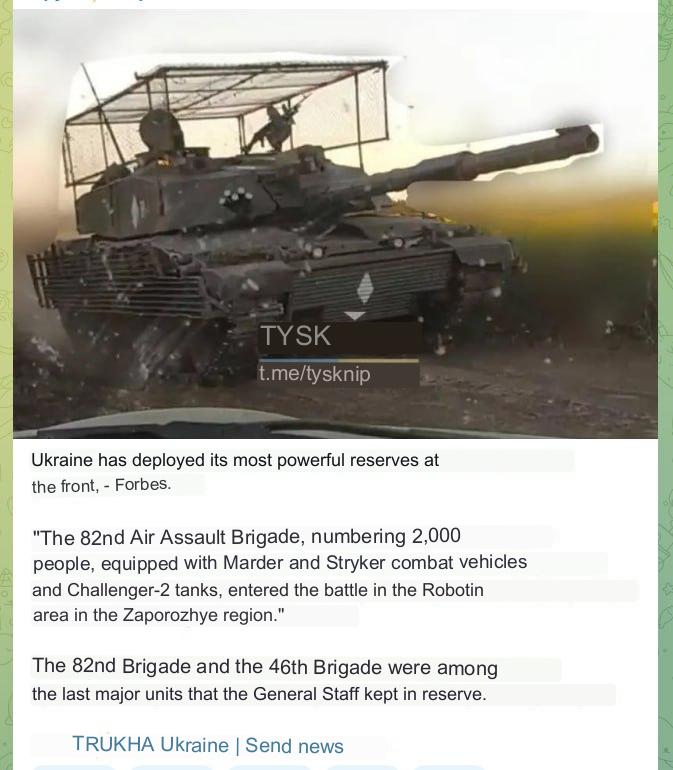 TYSK
t.me/tysknip
Ukraine has deployed its most powerful reserves at
the front, - Forbes.
"The 82nd Air Assault Brigade, numbering 2,000
people, equipped with Marder and Stryker combat vehicles
and Challenger-2 tanks, entered the battle in the Robotin
area in the Zaporozhye region."
The 82nd Brigade and the 46th Brigade were among
the last major units that the General Staff kept in reserve.
TRUKHA Ukraine | Send news